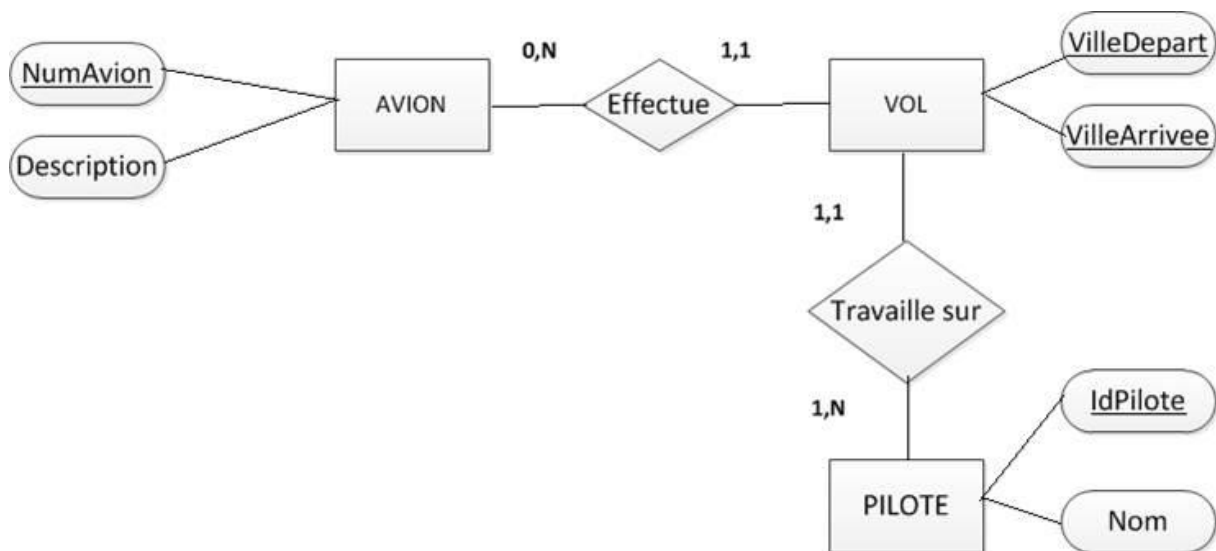 VilleDepart
0,N
1,1
NumAvion
AVION
Effectue
VOL
VilleArrivee
Description
1,1
Travaille sur
1,N
IdPilote
PILOTE
Nom